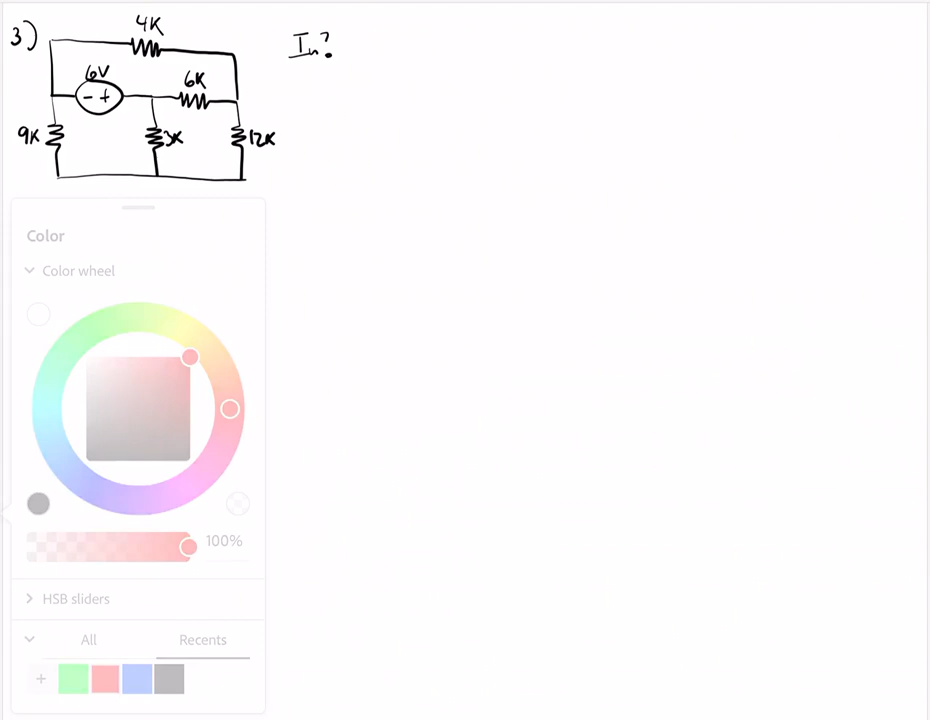 3)
4K
In?
6V
6K
- +
9K
3K
12K
Color
Color wheel
100%
HSB sliders
All
Recents
+